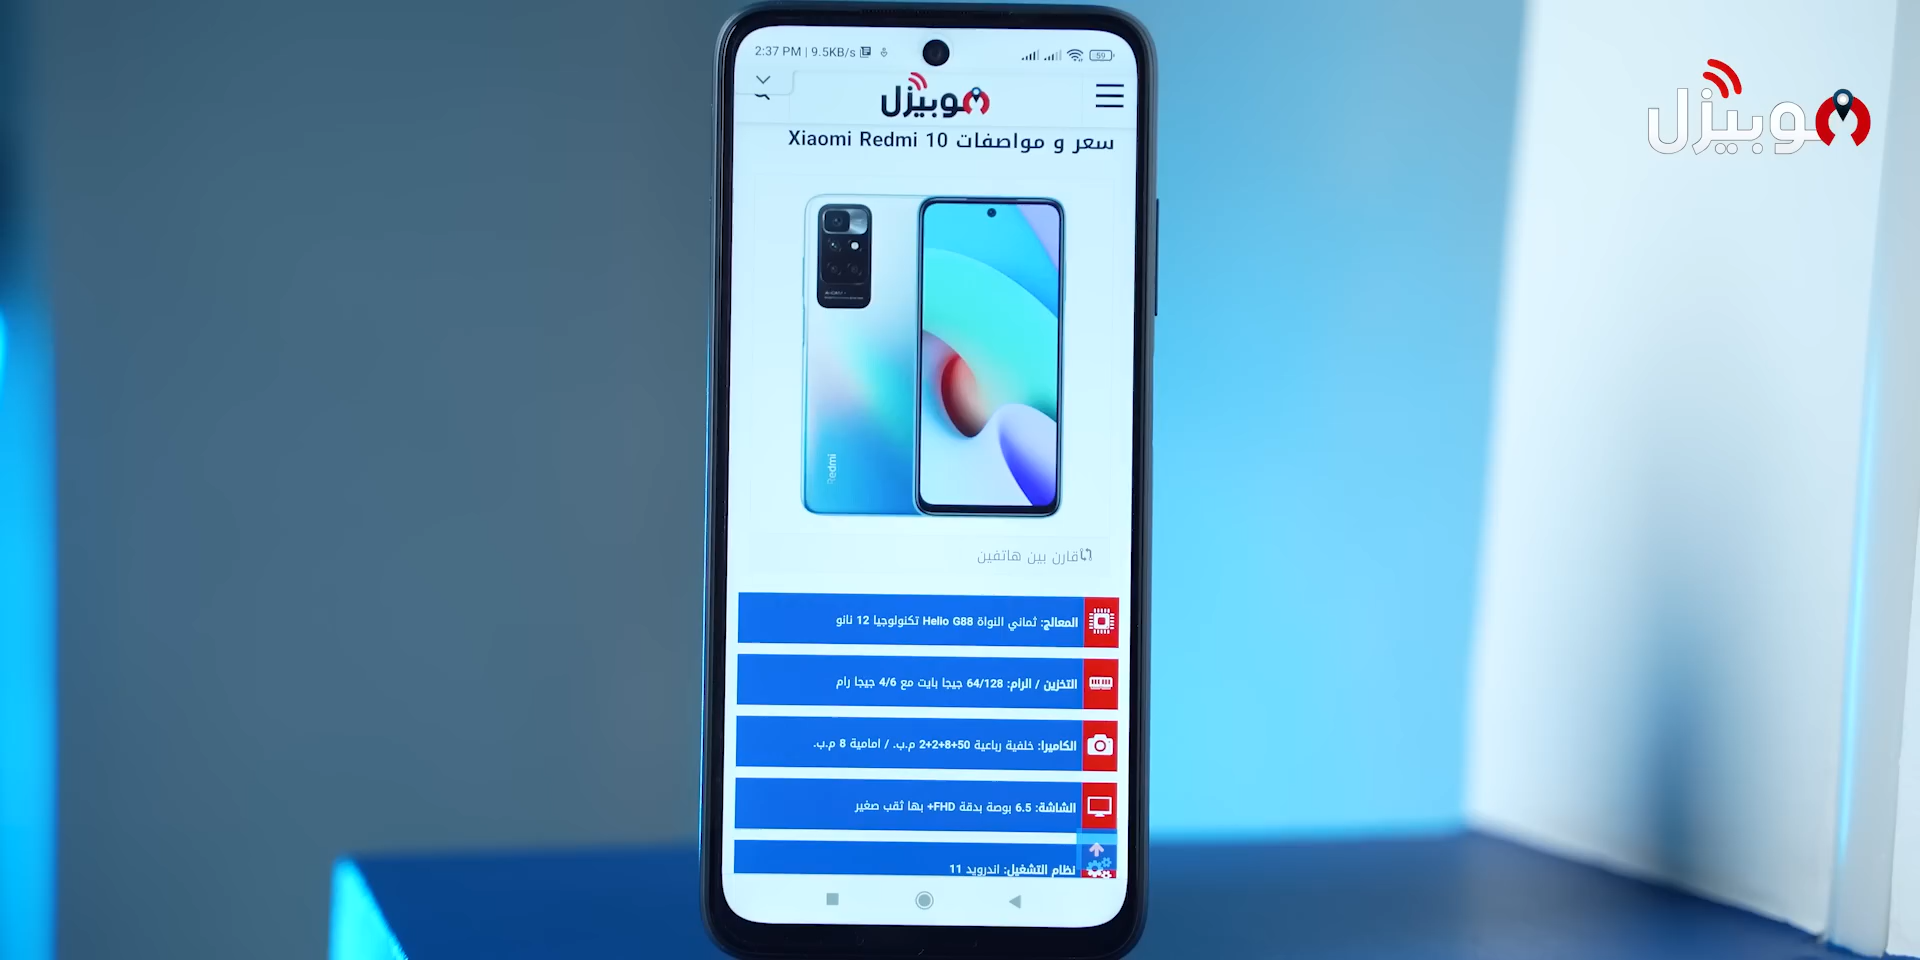 2:37 PM | 9.5KB/s
59
موبيزل
موبيزل
سعر و مواصفات Xiaomi Redmi 10
Redmi
قارن بين هاتفين
المعالج: ثماني النواة Helio G88 تكنولوجيا 12 نانو
التخزين / الرام: 64/128 جيجا بايت مع 4/6 جيجا رام
الكاميرا: خلفية رباعية 50+8+2+2 م.ب. / امامية 8 م.ب.
الشاشة: 6.5 بوصة بدقة FHD+ بها ثقب صغير
نظام التشغيل: اندرويد 11